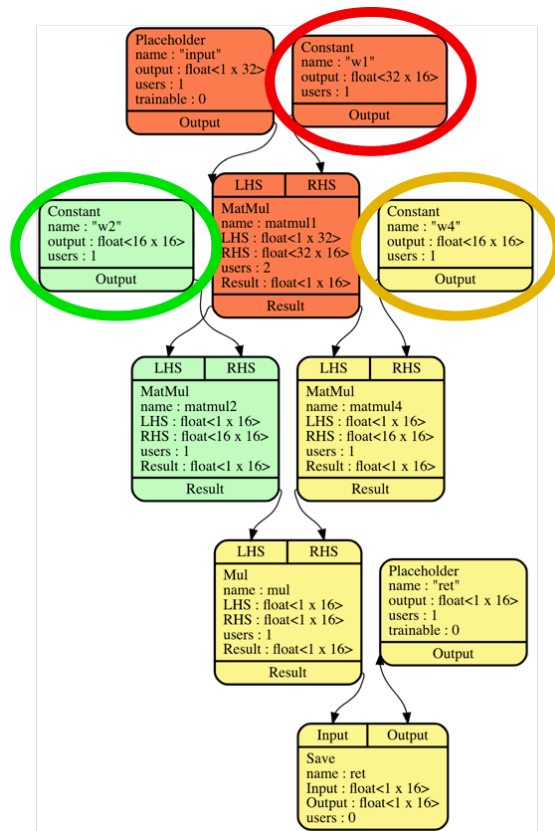 Placeholder
name : "input"
output : float<1 x 32>
users : 1
trainable : 0
Output
Constant
name : "w1"
output : float<32 x 16>
users : 1
Output
Constant
name : "w2"
output : float<16 x 16>
users : 1
Output
LHS
RHS
MatMul
name : matmul1
LHS : float<1 x 32>
RHS : float<32 x 16>
users : 2
Result : float<1 x 16>
Result
Constant
name : "w4"
output : float<16 x 16>
users : 1
Output
LHS
RHS
MatMul
name : matmul2
LHS : float<1 x 16>
RHS : float<16 x 16>
users : 1
Result : float<1 x 16>
Result
LHS
RHS
MatMul
name : matmul4
LHS : float<1 x 16>
RHS : float<16 x 16>
users : 1
Result : float<1 x 16>
Result
LHS
RHS
Mul
name : mul
LHS : float<1 x 16>
RHS : float<1 x 16>
users : 1
Result : float<1 x 16>
Result
Placeholder
name : "ret"
output : float<1 x 16>
users : 1
trainable : 0
Output
Input
Output
Save
name : ret
Input : float<1 x 16>
Output : float<1 x 16>
users : 0